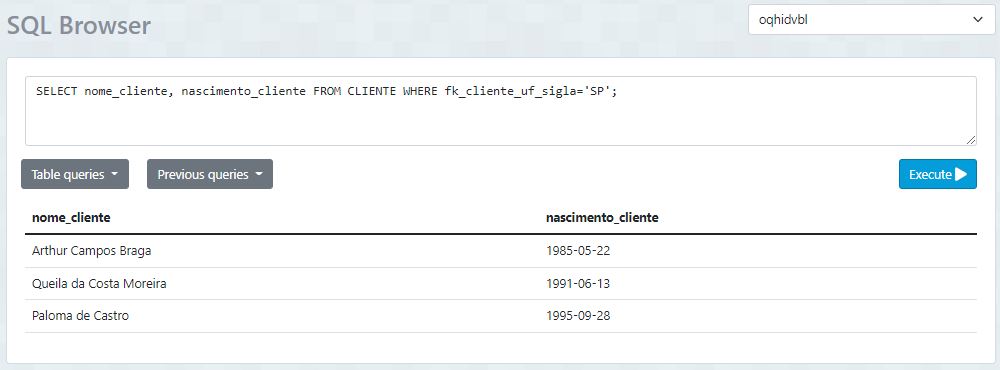 SQL Browser
oqhidvbl
SELECT nome_cliente, nascimento_cliente FROM CLIENTE WHERE fk_cliente_uf_sigla='SP';
Table queries
Previous queries
Execute
nome_cliente nascimento_cliente
Arthur Campos Braga 1985-05-22
Queila da Costa Moreira 1991-06-13
Paloma de Castro 1995-09-28